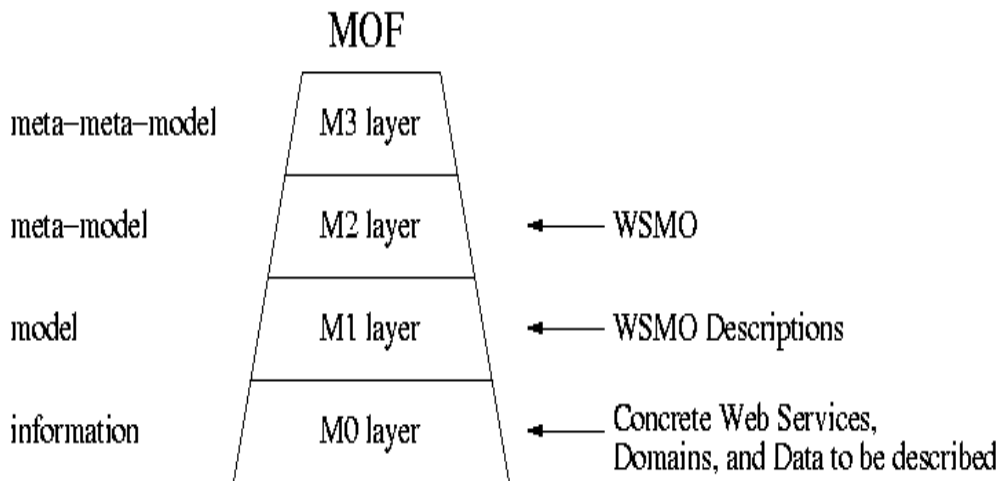 MOF
meta-meta-model M3 layer
meta-model M2 layer WSMO
model M1 layer WSMO Descriptions
information M0 layer Concrete Web Services,
Domains, and Data to be described